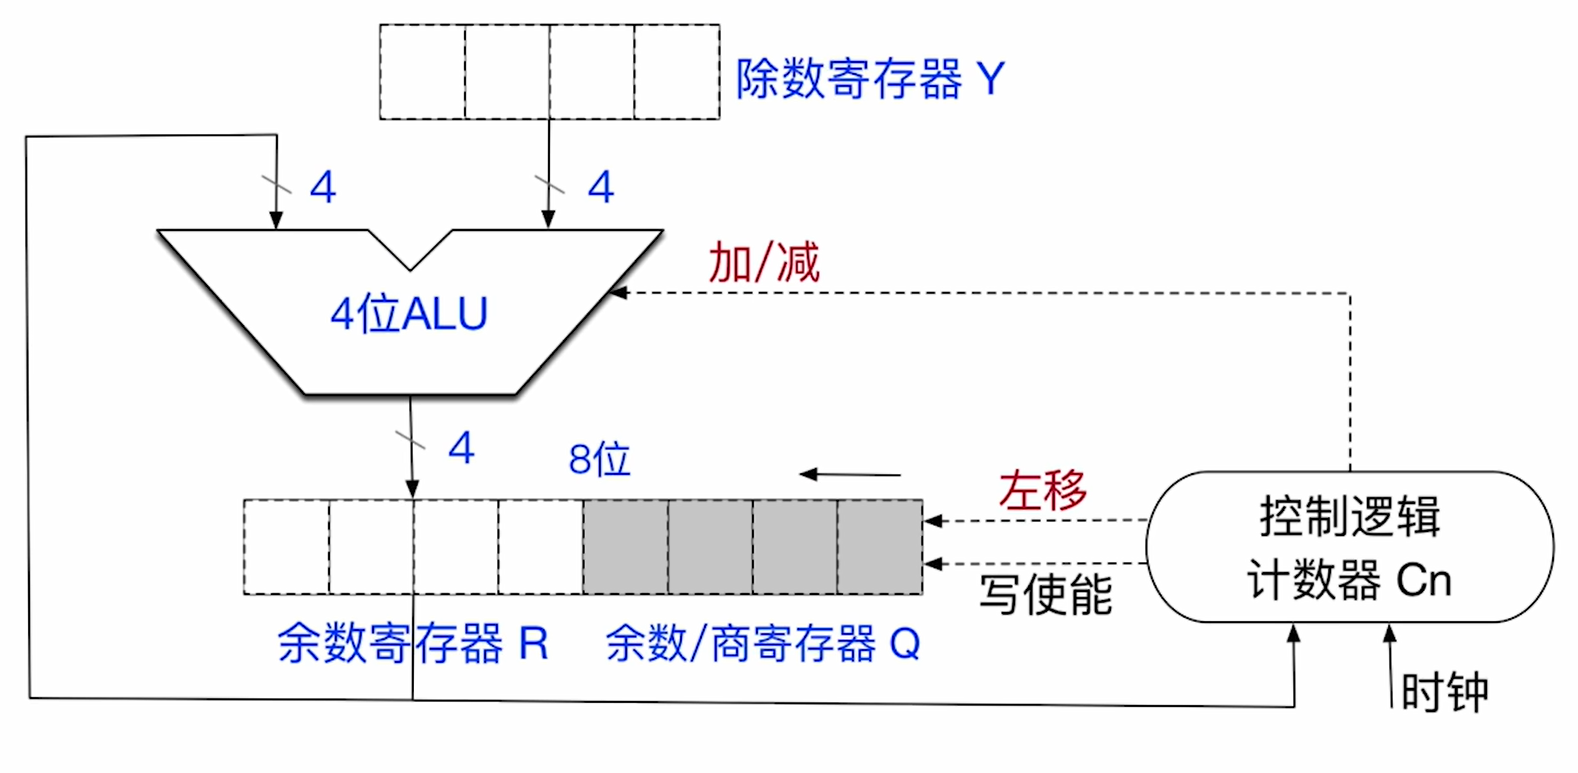 除数寄存器 Y
4
4
加/减
4位ALU
4
8位
左移
控制逻辑
计数器 Cn
写使能
余数寄存器 R
余数/商寄存器 Q
时钟